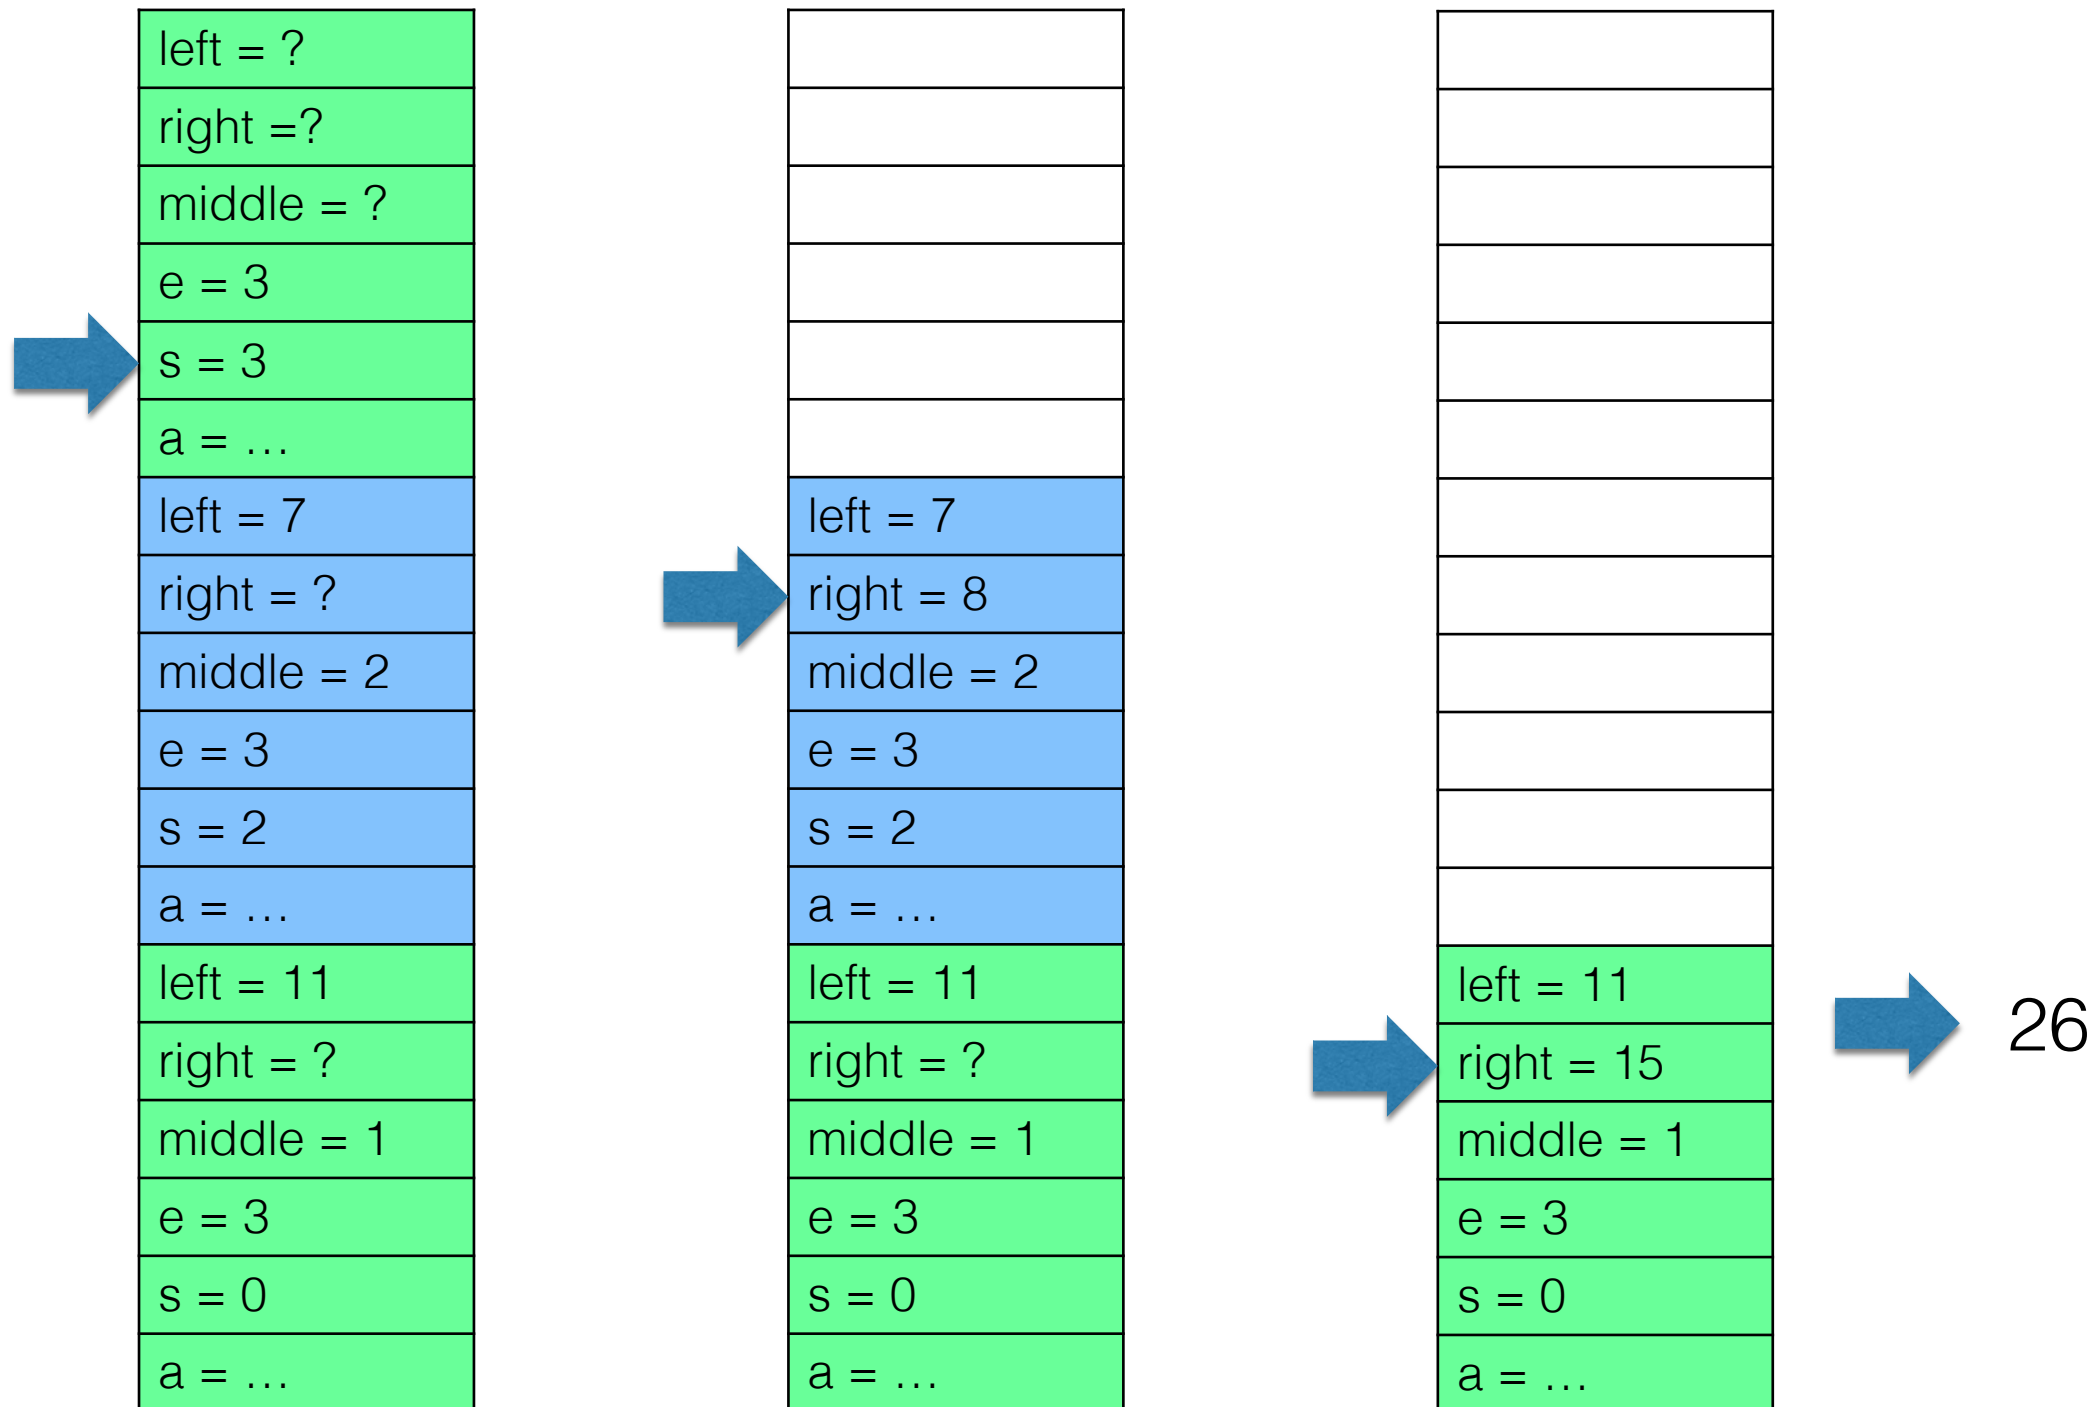 left = ?
right =?
middle = ?
e = 3
s = 3
a = …
left = 7
right = ?
middle = 2
e = 3
s = 2
a = …
left = 11
right = ?
middle = 1
e = 3
s = 0
a = …
left = 7
right = 8
middle = 2
e = 3
s = 2
a = …
left = 11
right = ?
middle = 1
e = 3
s = 0
a = …
left = 11
right = 15
middle = 1
e = 3
s = 0
a = …
26